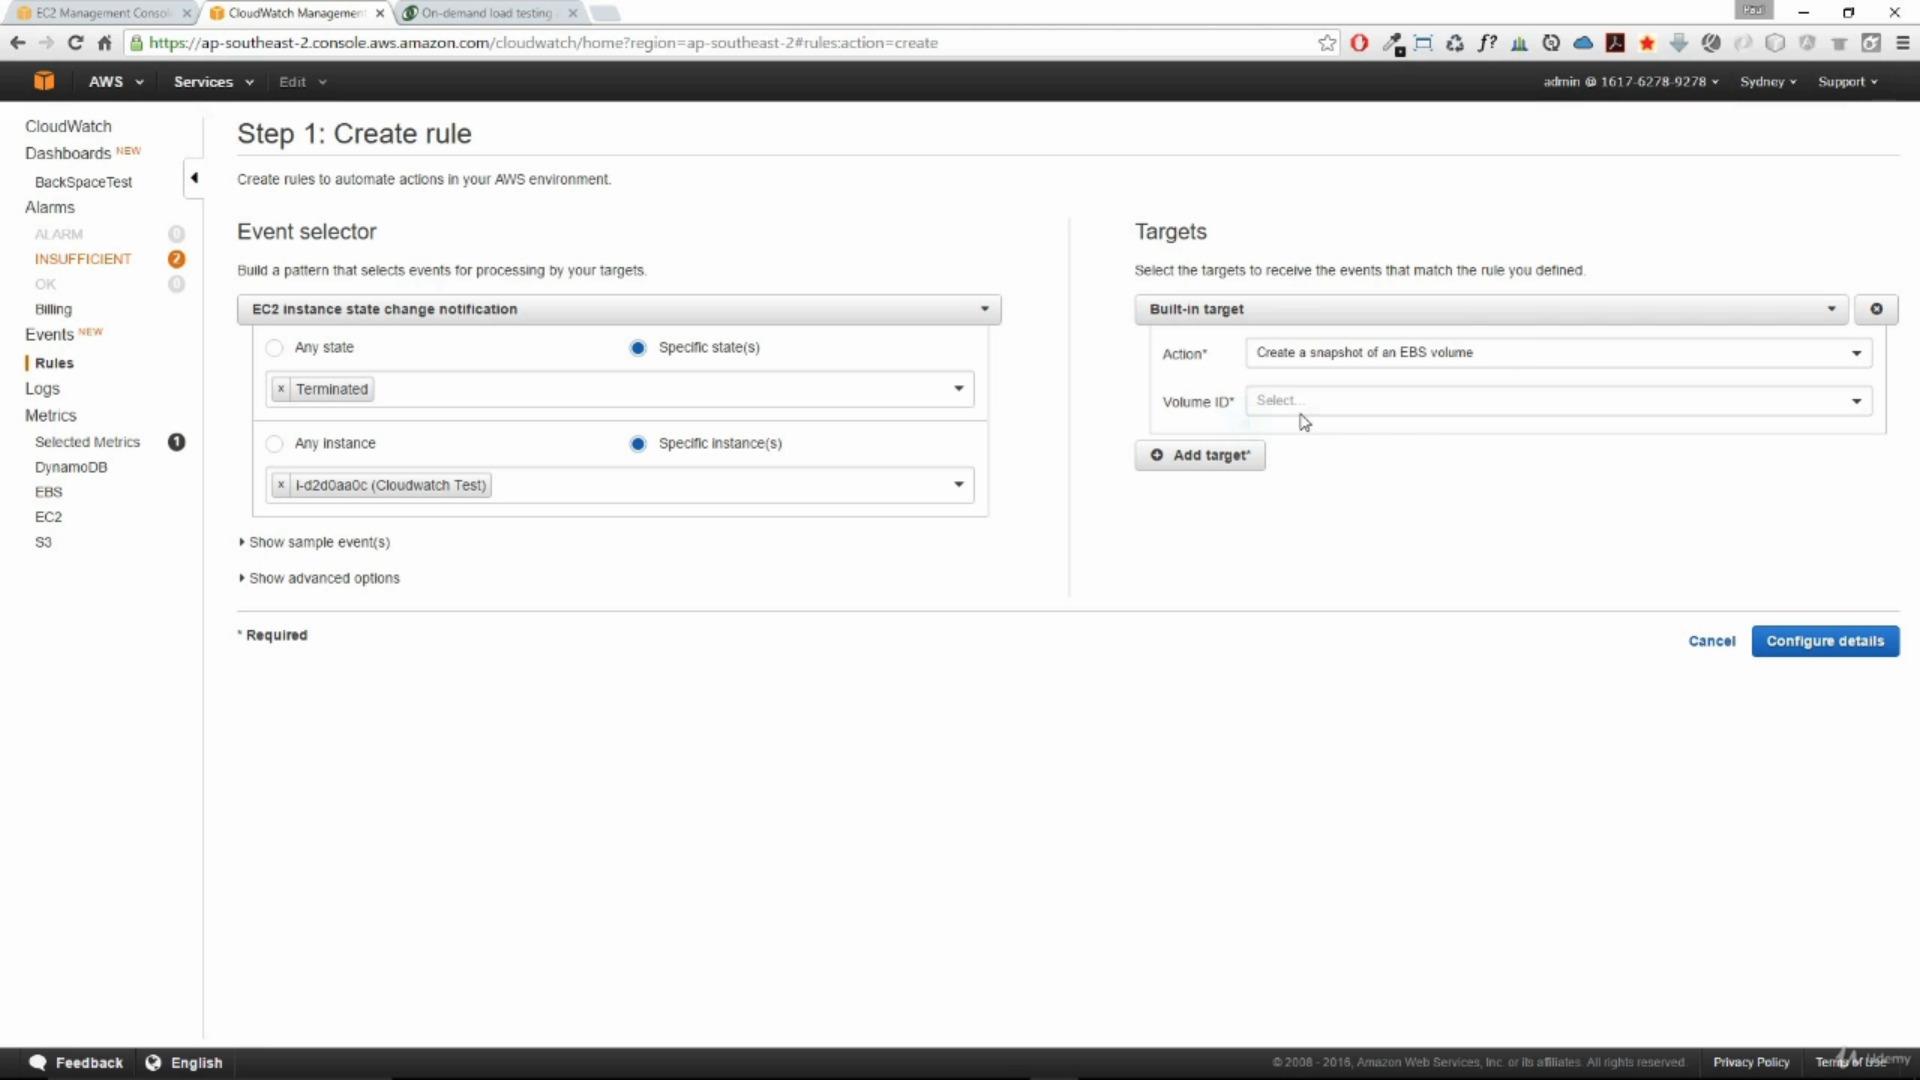 EC2 Management Consol
CloudWatch Management
On-demand load testing
Paul
https://ap-southeast-2.console.aws.amazon.com/cloudwatch/home?region=ap-southeast-2#rules:action=create
f?
AWS
Services
Edit
admin @ 1617-6278-9278
Sydney
Support
CloudWatch
Dashboards NEW
BackSpaceTest
Alarms
ALARM 0
INSUFFICIENT 2
OK 0
Billing
Events NEW
Rules
Logs
Metrics
Selected Metrics 1
DynamoDB
EBS
EC2
S3
Step 1: Create rule
Create rules to automate actions in your AWS environment.
Event selector
Build a pattern that selects events for processing by your targets.
EC2 instance state change notification
Any state
Specific state(s)
× Terminated
Any instance
Specific instance(s)
× i-d2d0aa0c (Cloudwatch Test)
Show sample event(s)
Show advanced options
Targets
Select the targets to receive the events that match the rule you defined.
Built-in target
Action*
Create a snapshot of an EBS volume
Volume ID*
Select...
Add target*
* Required
Cancel
Configure details
Feedback
English
© 2008 - 2016, Amazon Web Services, Inc. or its affiliates. All rights reserved.
Privacy Policy
Terms of Use
Udemy